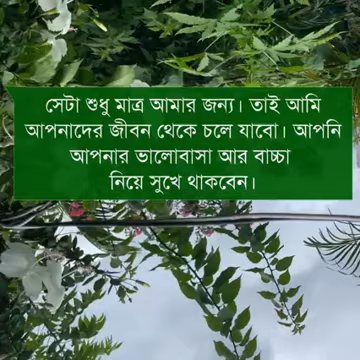 সেটা শুধু মাত্র আমার জন্য। তাই আমি
আপনাদের জীবন থেকে চলে যাবো। আপনি
আপনার ভালোবাসা আর বাচ্চা
নিয়ে সুখে থাকবেন।